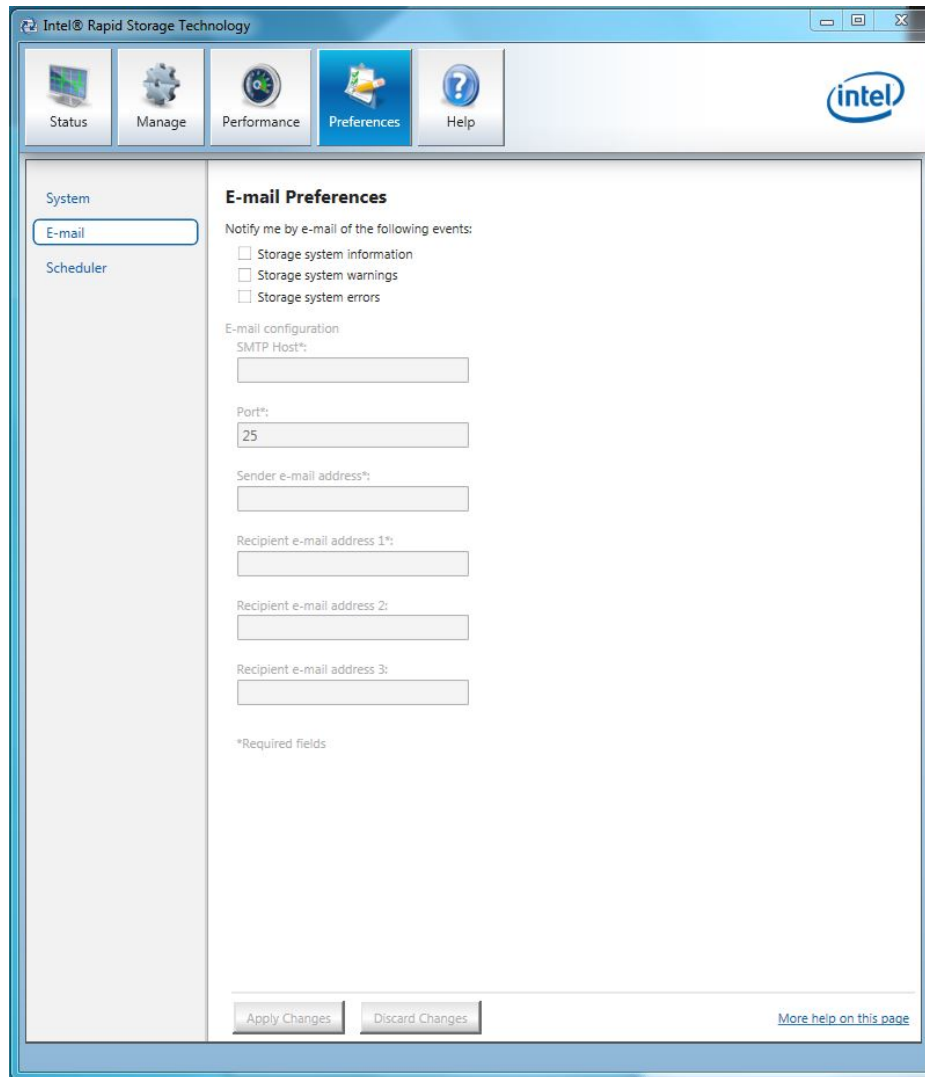 Intel® Rapid Storage Technology
Status
Manage
Performance
Preferences
Help
intel
System
E-mail
Scheduler
E-mail Preferences
Notify me by e-mail of the following events:
Storage system information
Storage system warnings
Storage system errors
E-mail configuration
SMTP Host*:
Port*:
25
Sender e-mail address*:
Recipient e-mail address 1*:
Recipient e-mail address 2:
Recipient e-mail address 3:
*Required fields
Apply Changes
Discard Changes
More help on this page